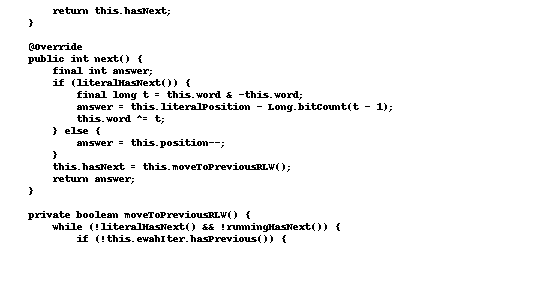 return this.hasNext;
}
@Override
public int next() {
final int answer;
if (literalHasNext()) {
final long t = this.word & -this.word;
answer = this.literalPosition - Long.bitCount(t - 1);
this.word ^= t;
} else {
answer = this.position--;
}
this.hasNext = this.moveToPreviousRLW();
return answer;
}
private boolean moveToPreviousRLW() {
while (!literalHasNext() && !runningHasNext()) {
if (!this.ewahIter.hasPrevious()) {